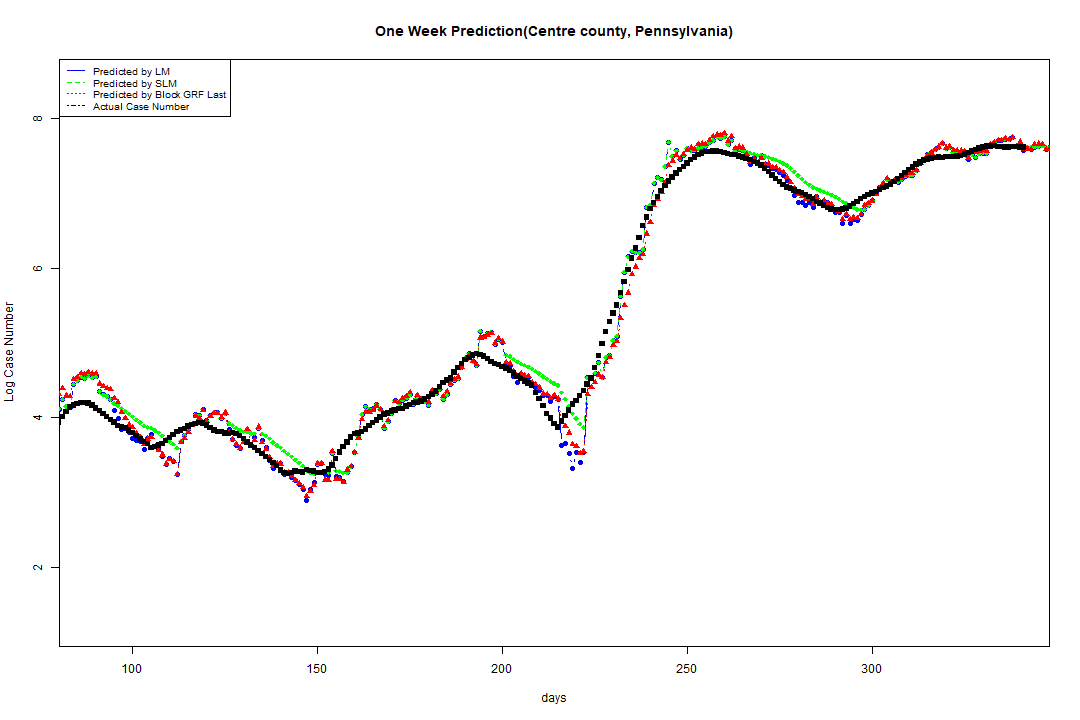 One Week Prediction(Centre county, Pennsylvania)
Predicted by LM
Predicted by SLM
Predicted by Block GRF Last
Actual Case Number
8
6
4
2
Log Case Number
100 150 200 250 300
days